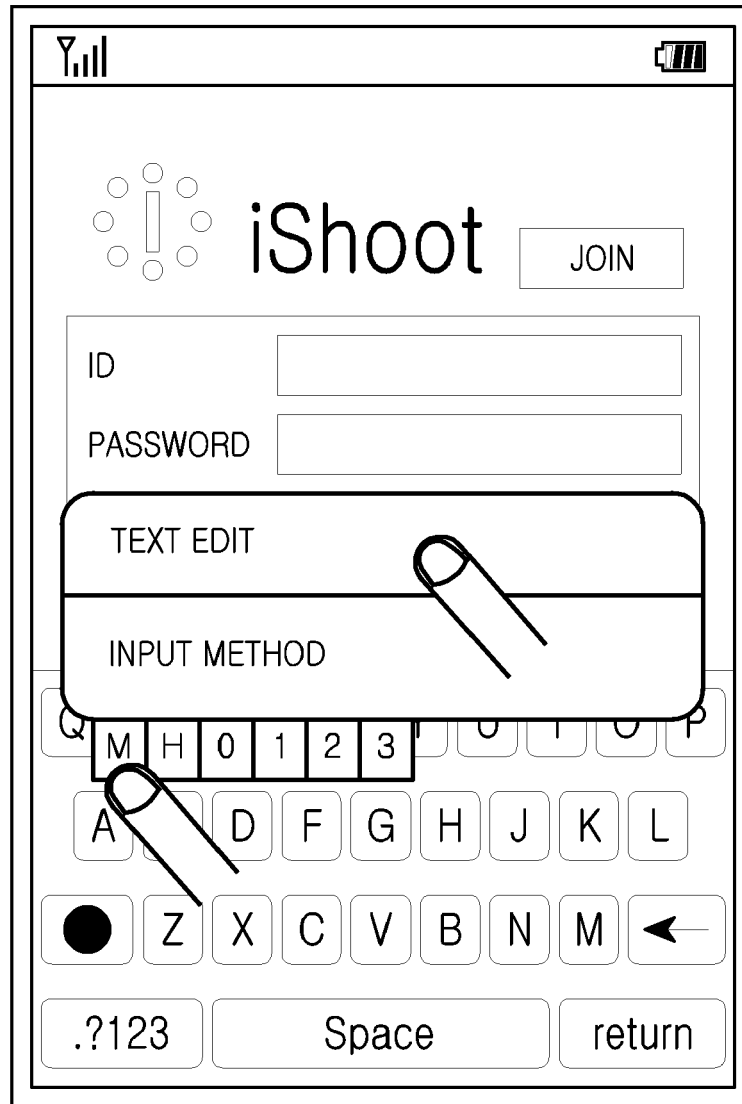 iShoot JOIN
ID
PASSWORD
TEXT EDIT
INPUT METHOD
Q U I O P
M H 0 1 2 3
A D F G H J K L
Z X C V B N M
.?123 Space return